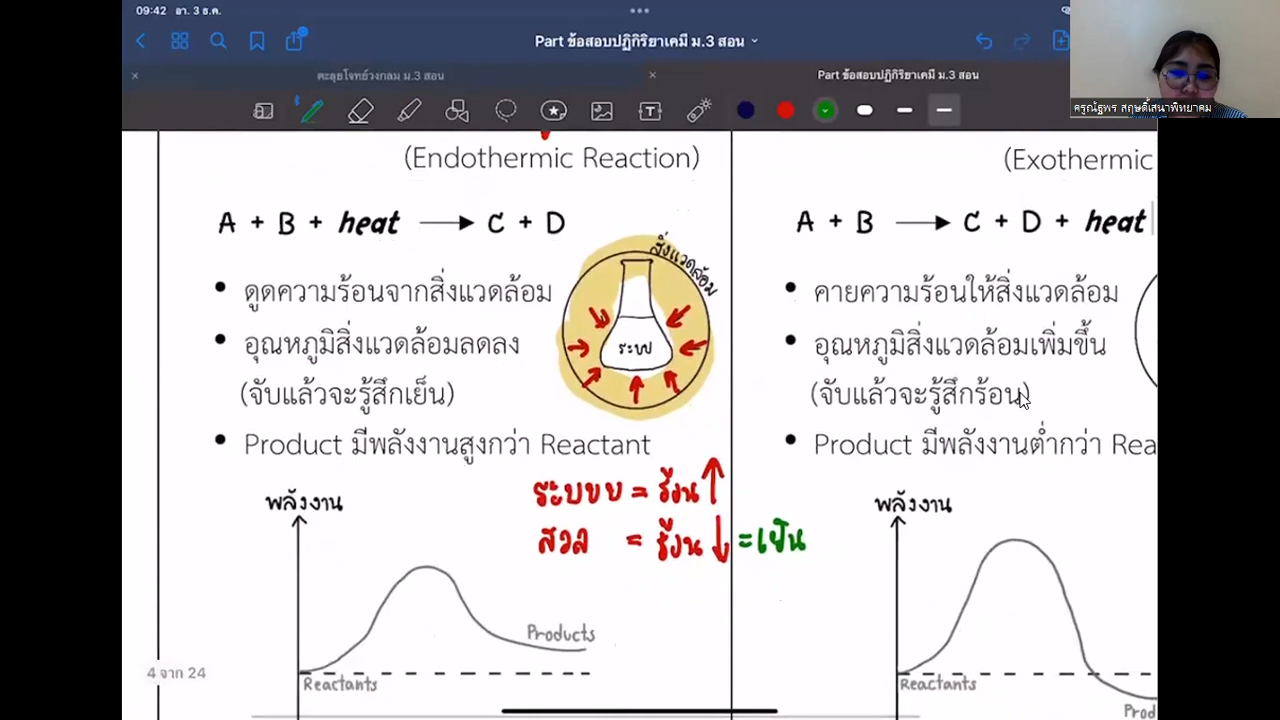 09:42 อา. 3 ธ.ค.
Part ข้อสอบปฏิกิริยาเคมี ม.3 สอน
ตะลุยโจทย์วงกลม ม.3 สอน
Part ข้อสอบปฏิกิริยาเคมี ม.3 สอน
ครูณัฐพร สฤษดิ์เสนาพิทยาคม
(Endothermic Reaction)
A + B + heat → C + D
สิ่งแวดล้อม
ระบบ
• ดูดความร้อนจากสิ่งแวดล้อม
• อุณหภูมิสิ่งแวดล้อมลดลง
(จับแล้วจะรู้สึกเย็น)
• Product มีพลังงานสูงกว่า Reactant
ระบบ = ร้อน ↑
สวล = ร้อน ↓ = เย็น
พลังงาน
Products
Reactants
4 จาก 24
(Exothermic
A + B → C + D + heat
• คายความร้อนให้สิ่งแวดล้อม
• อุณหภูมิสิ่งแวดล้อมเพิ่มขึ้น
(จับแล้วจะรู้สึกร้อน)
• Product มีพลังงานต่ำกว่า Rea
พลังงาน
Reactants
Prod